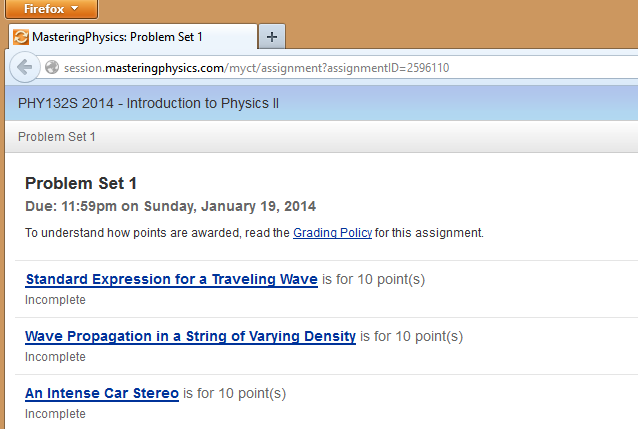 Firefox
MasteringPhysics: Problem Set 1
session.masteringphysics.com/myct/assignment?assignmentID=2596110
PHY132S 2014 - Introduction to Physics II
Problem Set 1
Problem Set 1
Due: 11:59pm on Sunday, January 19, 2014
To understand how points are awarded, read the Grading Policy for this assignment.
Standard Expression for a Traveling Wave is for 10 point(s)
Incomplete
Wave Propagation in a String of Varying Density is for 10 point(s)
Incomplete
An Intense Car Stereo is for 10 point(s)
Incomplete